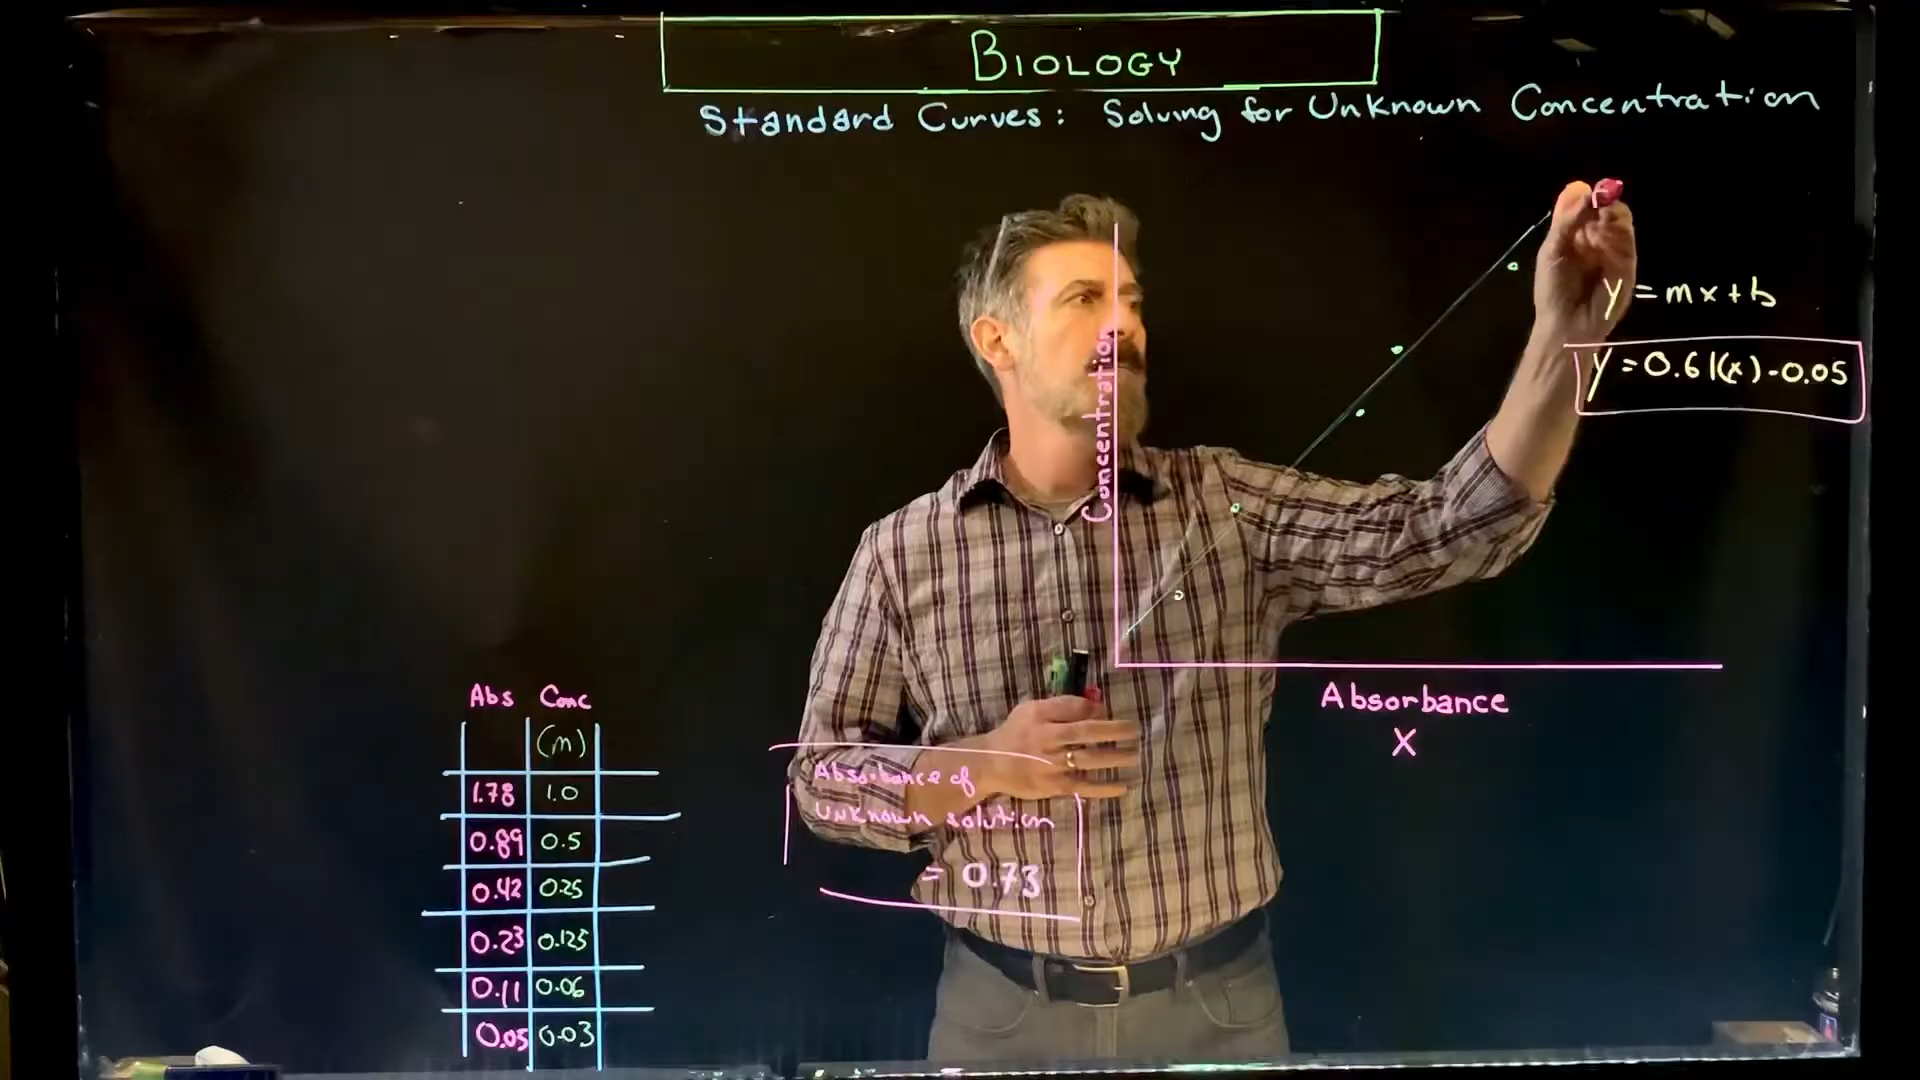 BIOLOGY
Standard Curves: Solving for Unknown Concentration
y = mx + b
y = 0.61(x) - 0.05
Concentration
Absorbance
X
Abs Conc
(m)
1.78 1.0
0.89 0.5
0.42 0.25
0.23 0.125
0.11 0.06
0.05 0.03
Absorbance of
Unknown solution
= 0.73